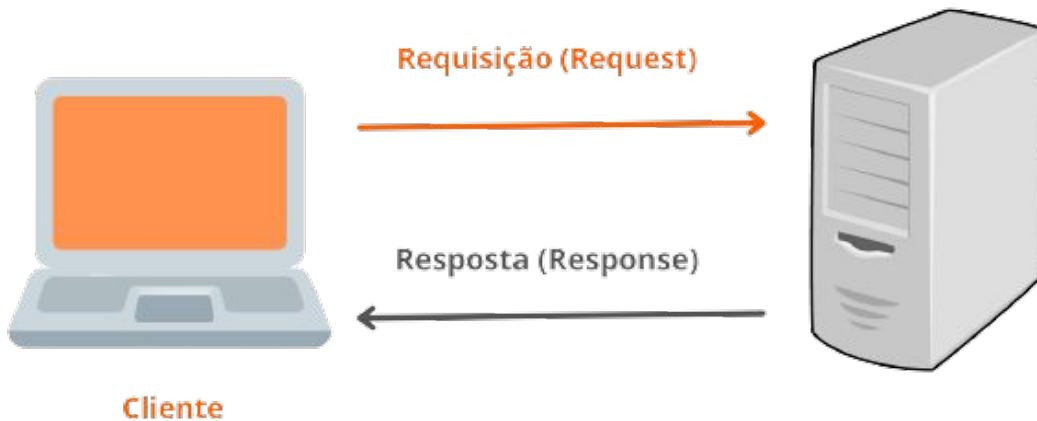 Requisição (Request)
Resposta (Response)
Cliente